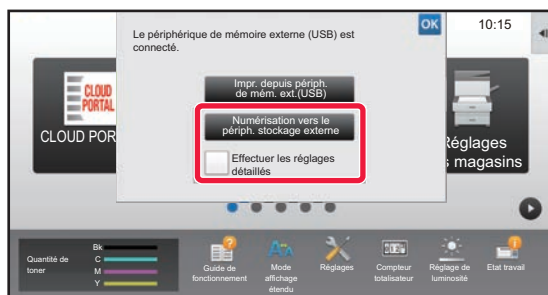 Le périphérique de mémoire externe (USB) est
connecté.
OK
10:15
Impr. depuis périph.
de mém. ext.(USB)
Numérisation vers le
périph. stockage externe
Effectuer les réglages
détaillés
CLOUD
PORTAL
CLOUD POR
Réglages
s magasins
Quantité de
toner
Bk
C
M
Y
Guide de
fonctionnement
Mode
affichage
étendu
Réglages
Compteur
totalisateur
Réglage de
luminosité
Etat travail